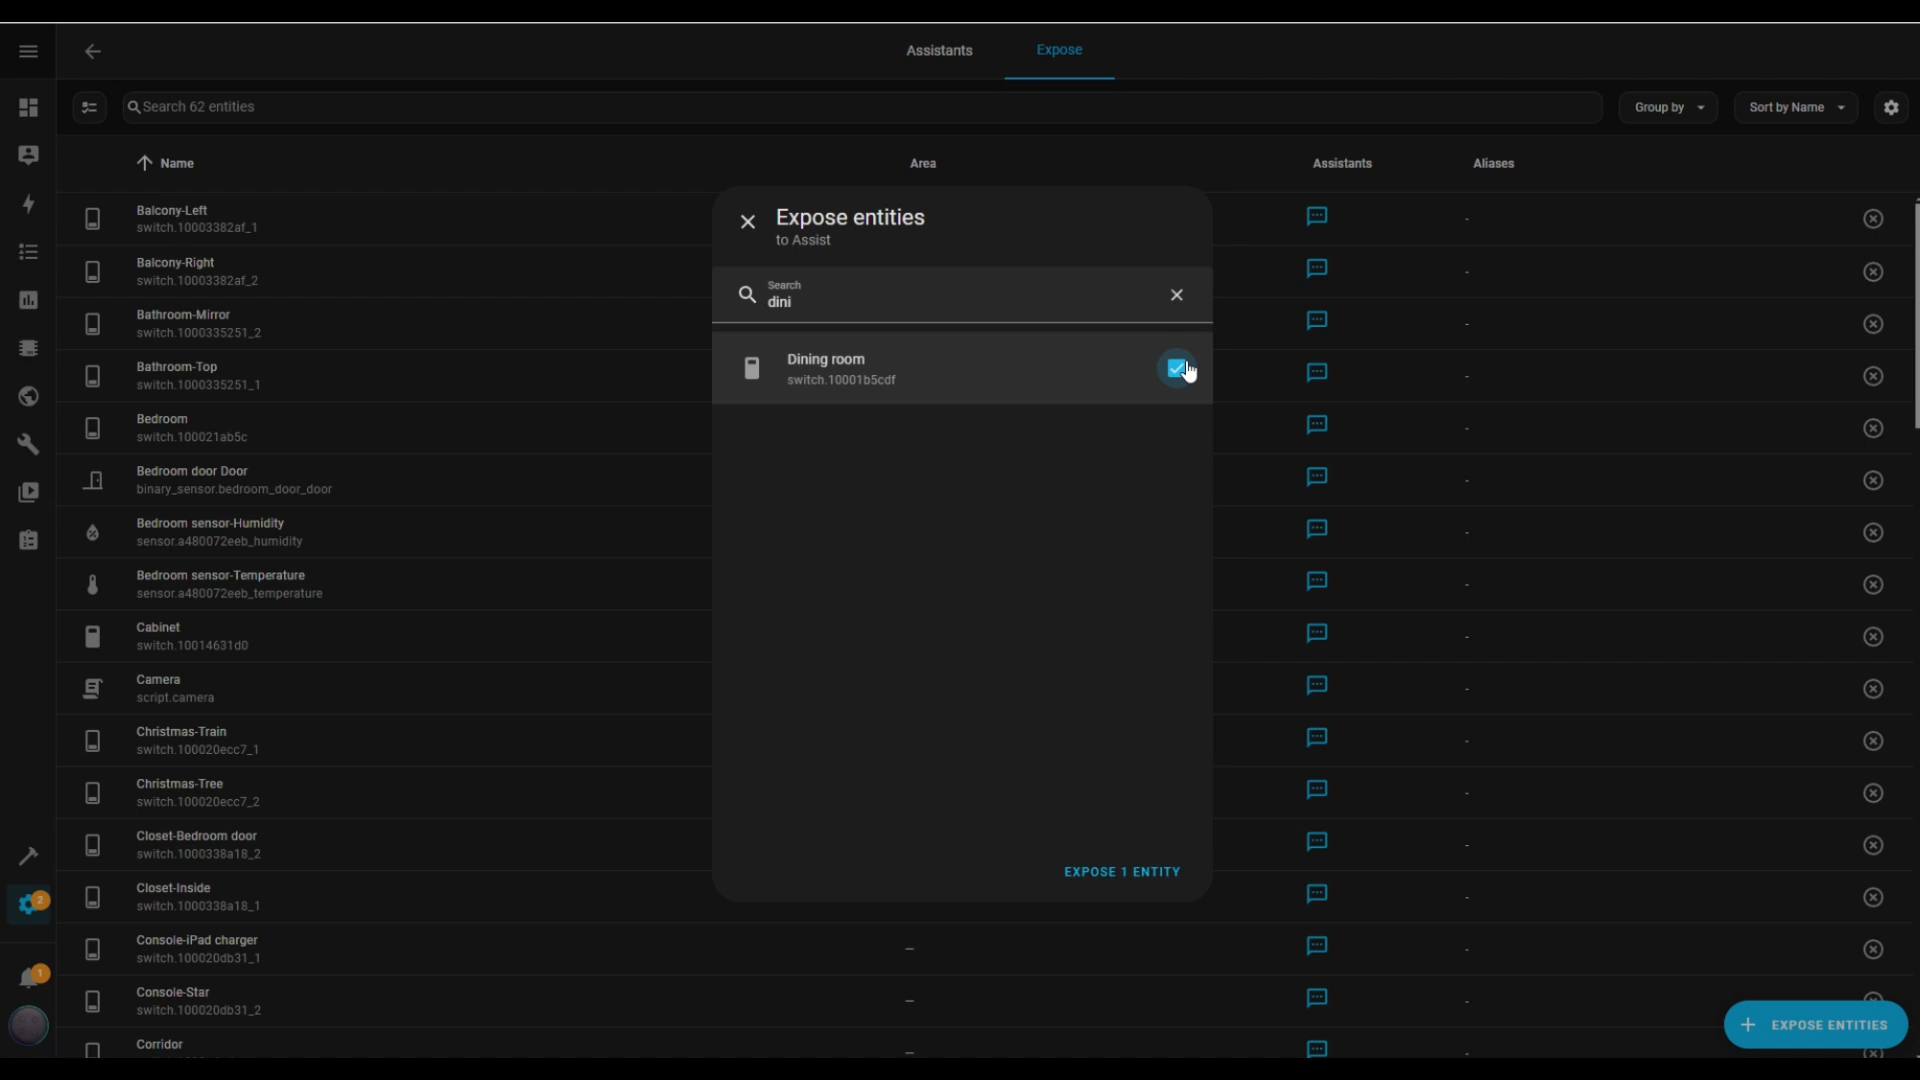 Assistants
Expose
Search 62 entities
Group by
Sort by Name
Name
Area
Assistants
Aliases
Balcony-Left
switch.10003382af_1
-
Balcony-Right
switch.10003382af_2
-
Bathroom-Mirror
switch.1000335251_2
-
Bathroom-Top
switch.1000335251_1
-
Bedroom
switch.100021ab5c
-
Bedroom door Door
binary_sensor.bedroom_door_door
-
Bedroom sensor-Humidity
sensor.a480072eeb_humidity
-
Bedroom sensor-Temperature
sensor.a480072eeb_temperature
-
Cabinet
switch.10014631d0
-
Camera
script.camera
-
Christmas-Train
switch.100020ecc7_1
-
Christmas-Tree
switch.100020ecc7_2
-
Closet-Bedroom door
switch.1000338a18_2
-
Closet-Inside
switch.1000338a18_1
-
Console-iPad charger
switch.100020db31_1
–
-
Console-Star
switch.100020db31_2
–
-
Corridor
–
-
Expose entities
to Assist
Search
dini
Dining room
switch.10001b5cdf
EXPOSE 1 ENTITY
EXPOSE ENTITIES
2
1